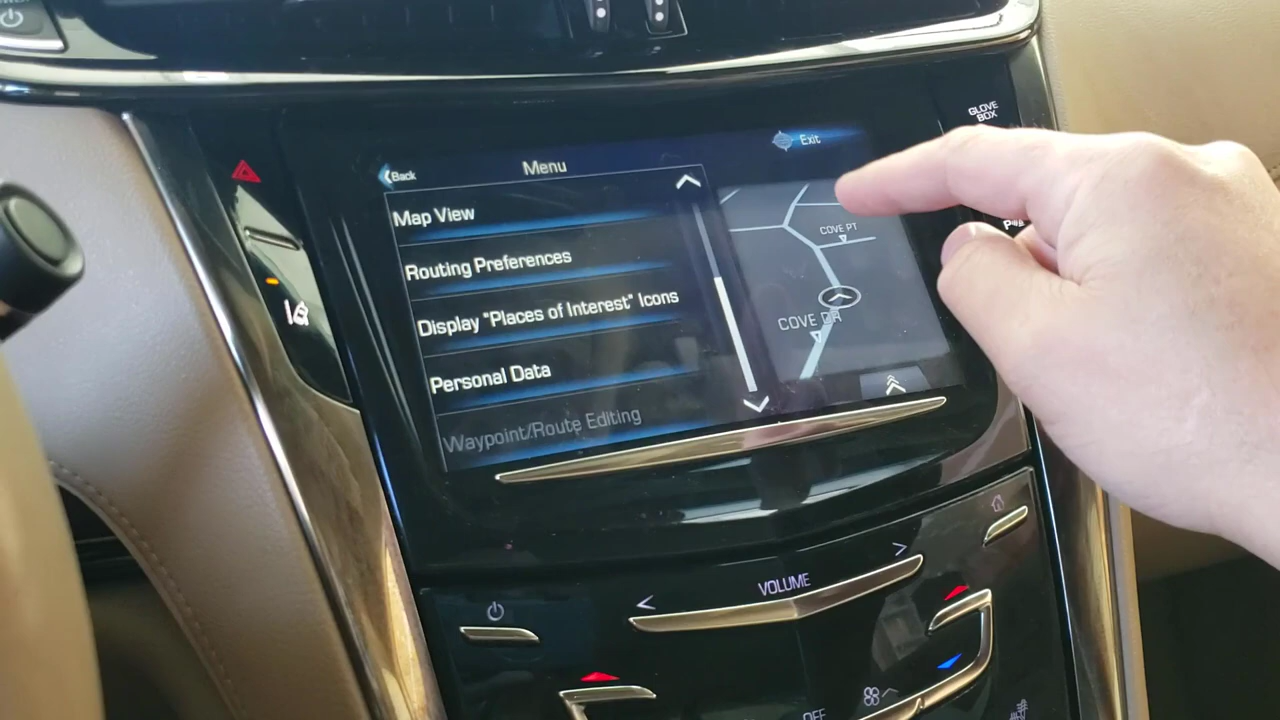 GLOVE
BOX
Exit
Back
Menu
Map View
Routing Preferences
Display "Places of Interest" Icons
Personal Data
Waypoint/Route Editing
COVE PT
COVE DR
VOLUME
OFF